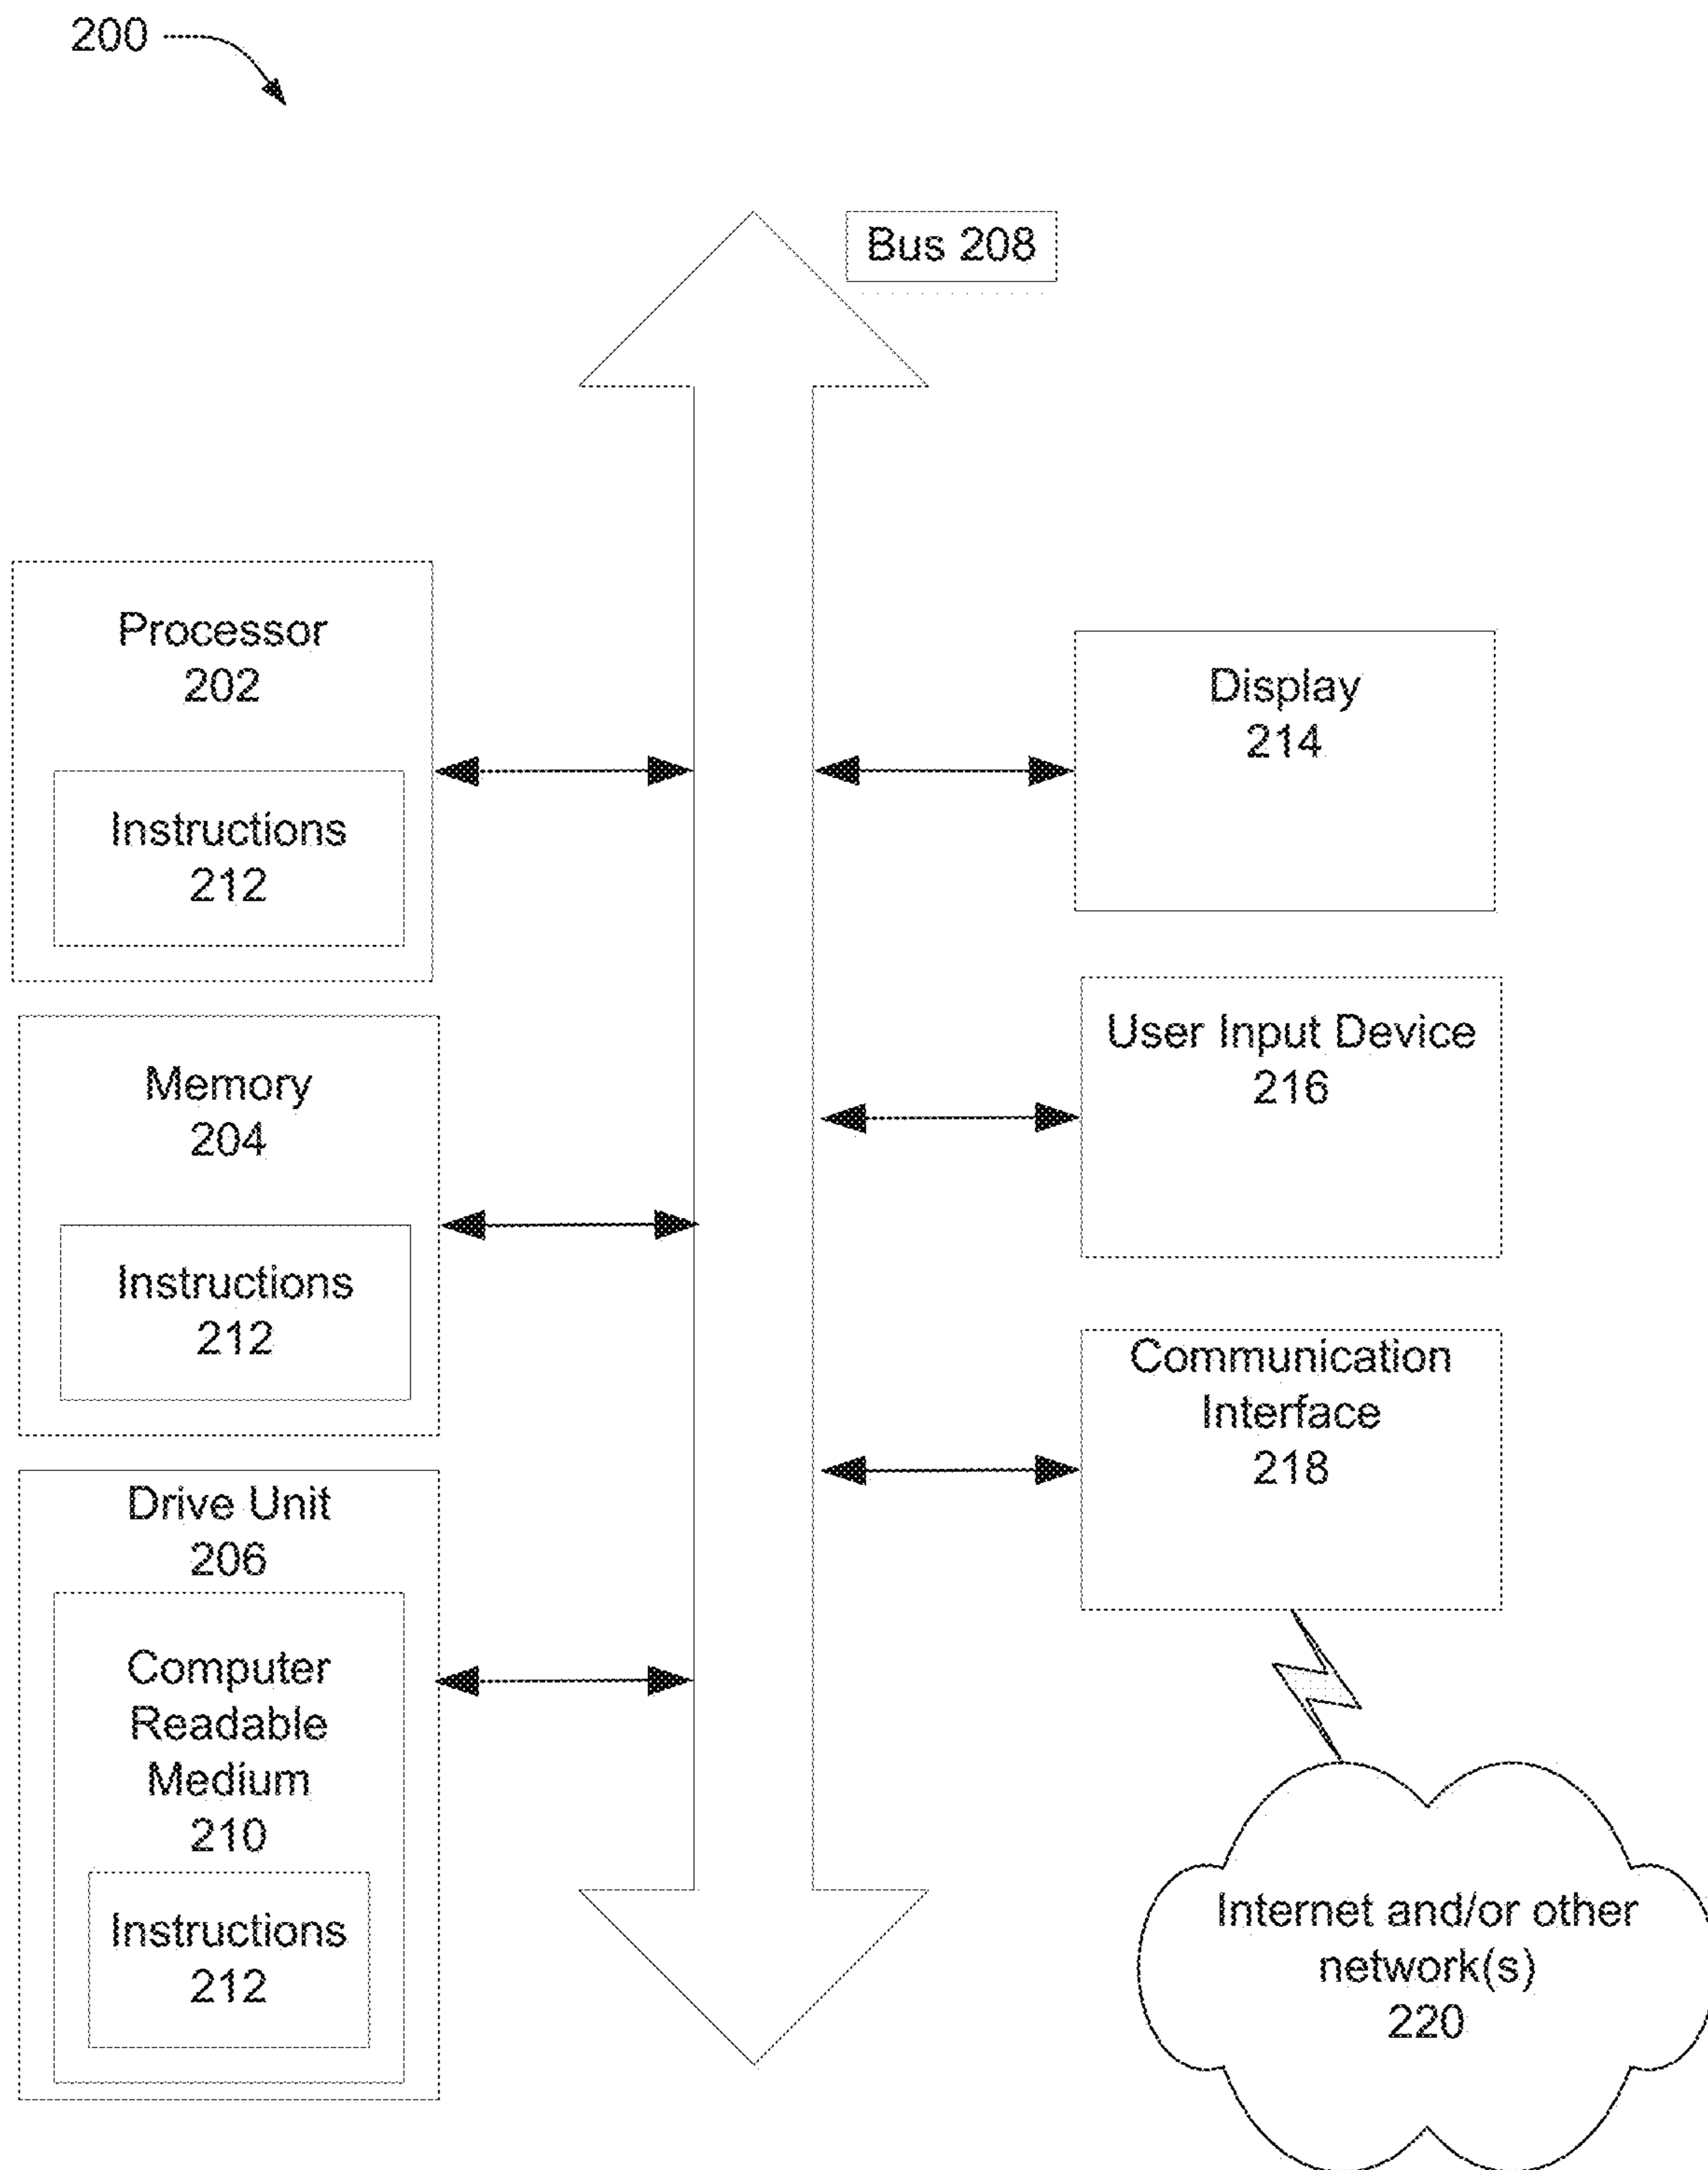 200
Bus 208
Processor
202
Instructions
212
Memory
204
Instructions
212
Drive Unit
206
Computer
Readable
Medium
210
Instructions
212
Display
214
User Input Device
216
Communication
Interface
218
Internet and/or other
network(s)
220